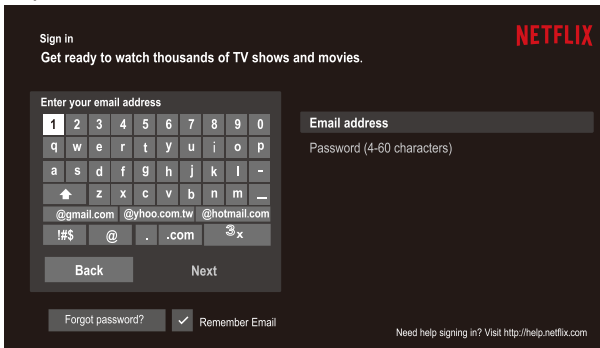 Sign in
NETFLIX
Get ready to watch thousands of TV shows and movies.
Enter your email address
1 2 3 4 5 6 7 8 9 0
q w e r t y u i o p
a s d f g h j k l -
z x c v b n m _
@gmail.com @yhoo.com.tw @hotmail.com
!#$ @ . .com 3x
Back Next
Email address
Password (4-60 characters)
Forgot password? Remember Email
Need help signing in? Visit http://help.netflix.com